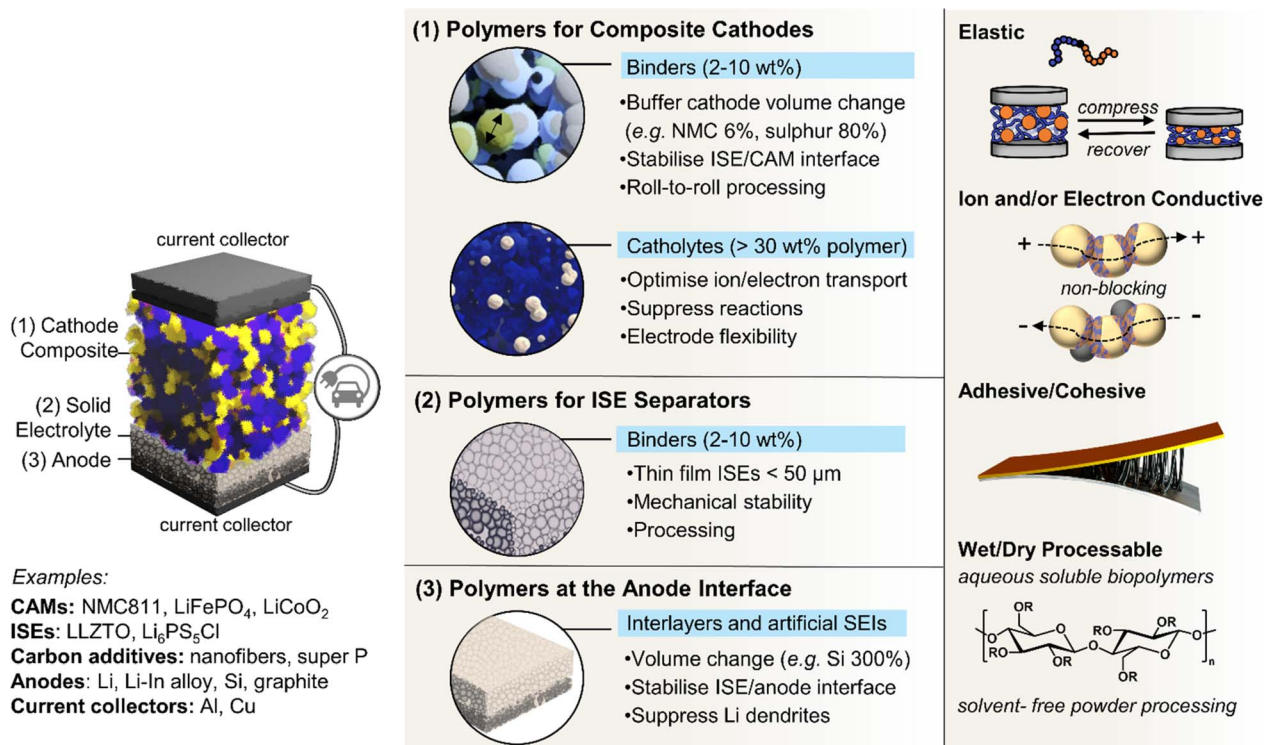 current collector
(1) Cathode
Composite
(2) Solid
Electrolyte
(3) Anode
current collector
Examples:
CAMs: NMC811, LiFePO₄, LiCoO₂
ISEs: LLZTO, Li₆PS₅Cl
Carbon additives: nanofibers, super P
Anodes: Li, Li-In alloy, Si, graphite
Current collectors: Al, Cu
(1) Polymers for Composite Cathodes
Binders (2-10 wt%)
•Buffer cathode volume change
(e.g. NMC 6%, sulphur 80%)
•Stabilise ISE/CAM interface
•Roll-to-roll processing
Catholytes (> 30 wt% polymer)
•Optimise ion/electron transport
•Suppress reactions
•Electrode flexibility
(2) Polymers for ISE Separators
Binders (2-10 wt%)
•Thin film ISEs < 50 μm
•Mechanical stability
•Processing
(3) Polymers at the Anode Interface
Interlayers and artificial SEIs
•Volume change (e.g. Si 300%)
•Stabilise ISE/anode interface
•Suppress Li dendrites
Elastic
compress
recover
Ion and/or Electron Conductive
+ +
non-blocking
- -
Adhesive/Cohesive
Wet/Dry Processable
aqueous soluble biopolymers
OR
RO
OR
O
O
RO
OR
O
O
OR
n
solvent- free powder processing